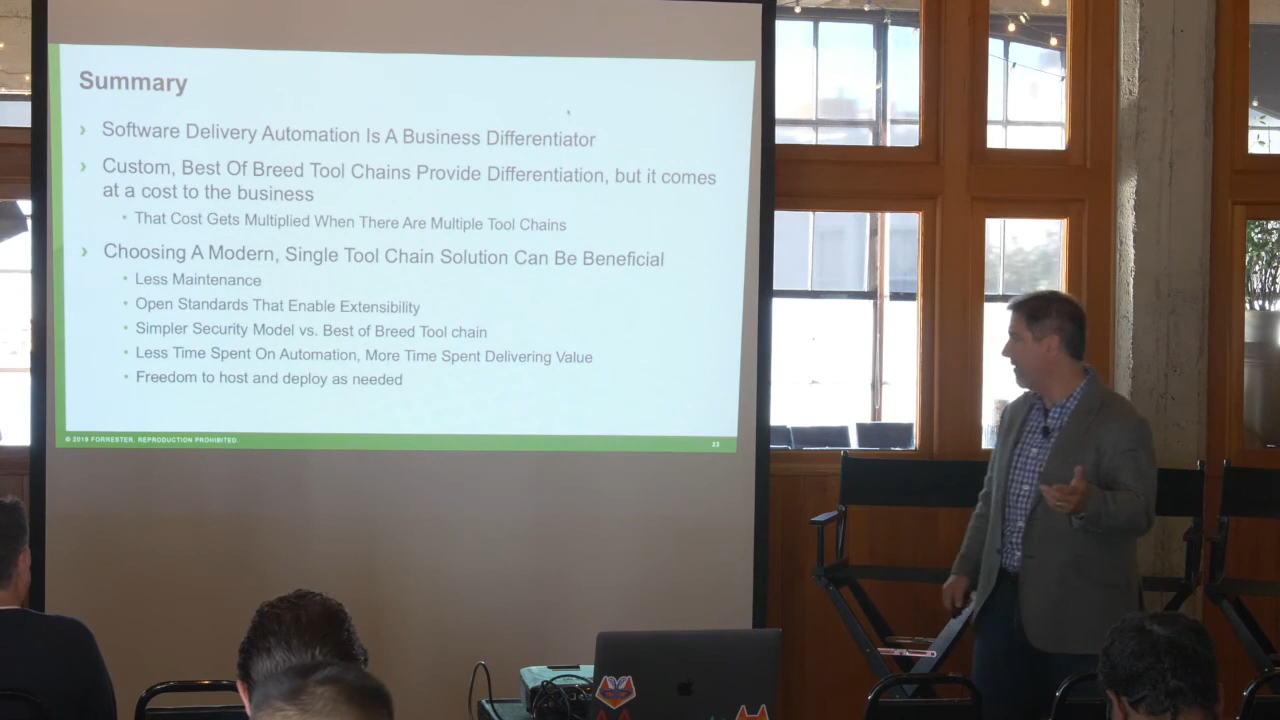 Summary
› Software Delivery Automation Is A Business Differentiator
› Custom, Best Of Breed Tool Chains Provide Differentiation, but it comes
at a cost to the business
• That Cost Gets Multiplied When There Are Multiple Tool Chains
› Choosing A Modern, Single Tool Chain Solution Can Be Beneficial
• Less Maintenance
• Open Standards That Enable Extensibility
• Simpler Security Model vs. Best of Breed Tool chain
• Less Time Spent On Automation, More Time Spent Delivering Value
• Freedom to host and deploy as needed
© 2019 FORRESTER. REPRODUCTION PROHIBITED.
23